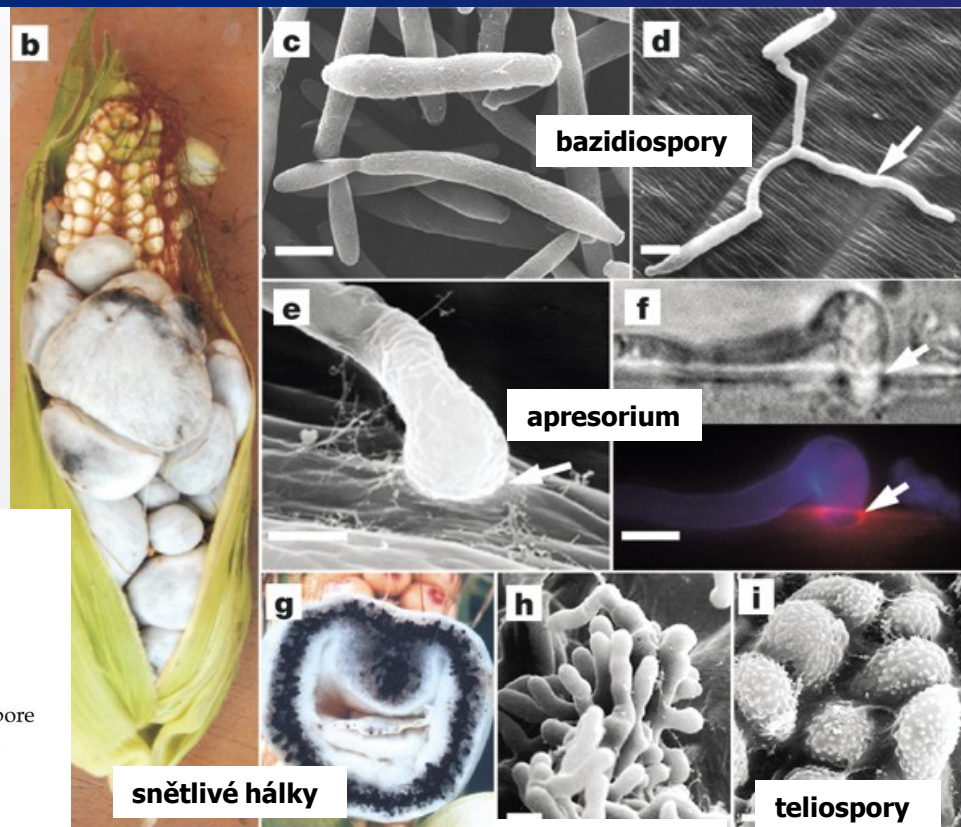 b
c
d
bazidiospory
e
f
apresorium
g
h
i
snětlivé hálky
teliospory